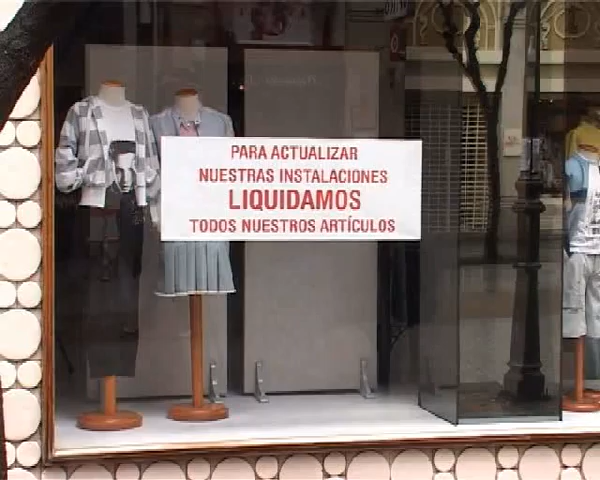 PARA ACTUALIZAR
NUESTRAS INSTALACIONES
LIQUIDAMOS
TODOS NUESTROS ARTÍCULOS